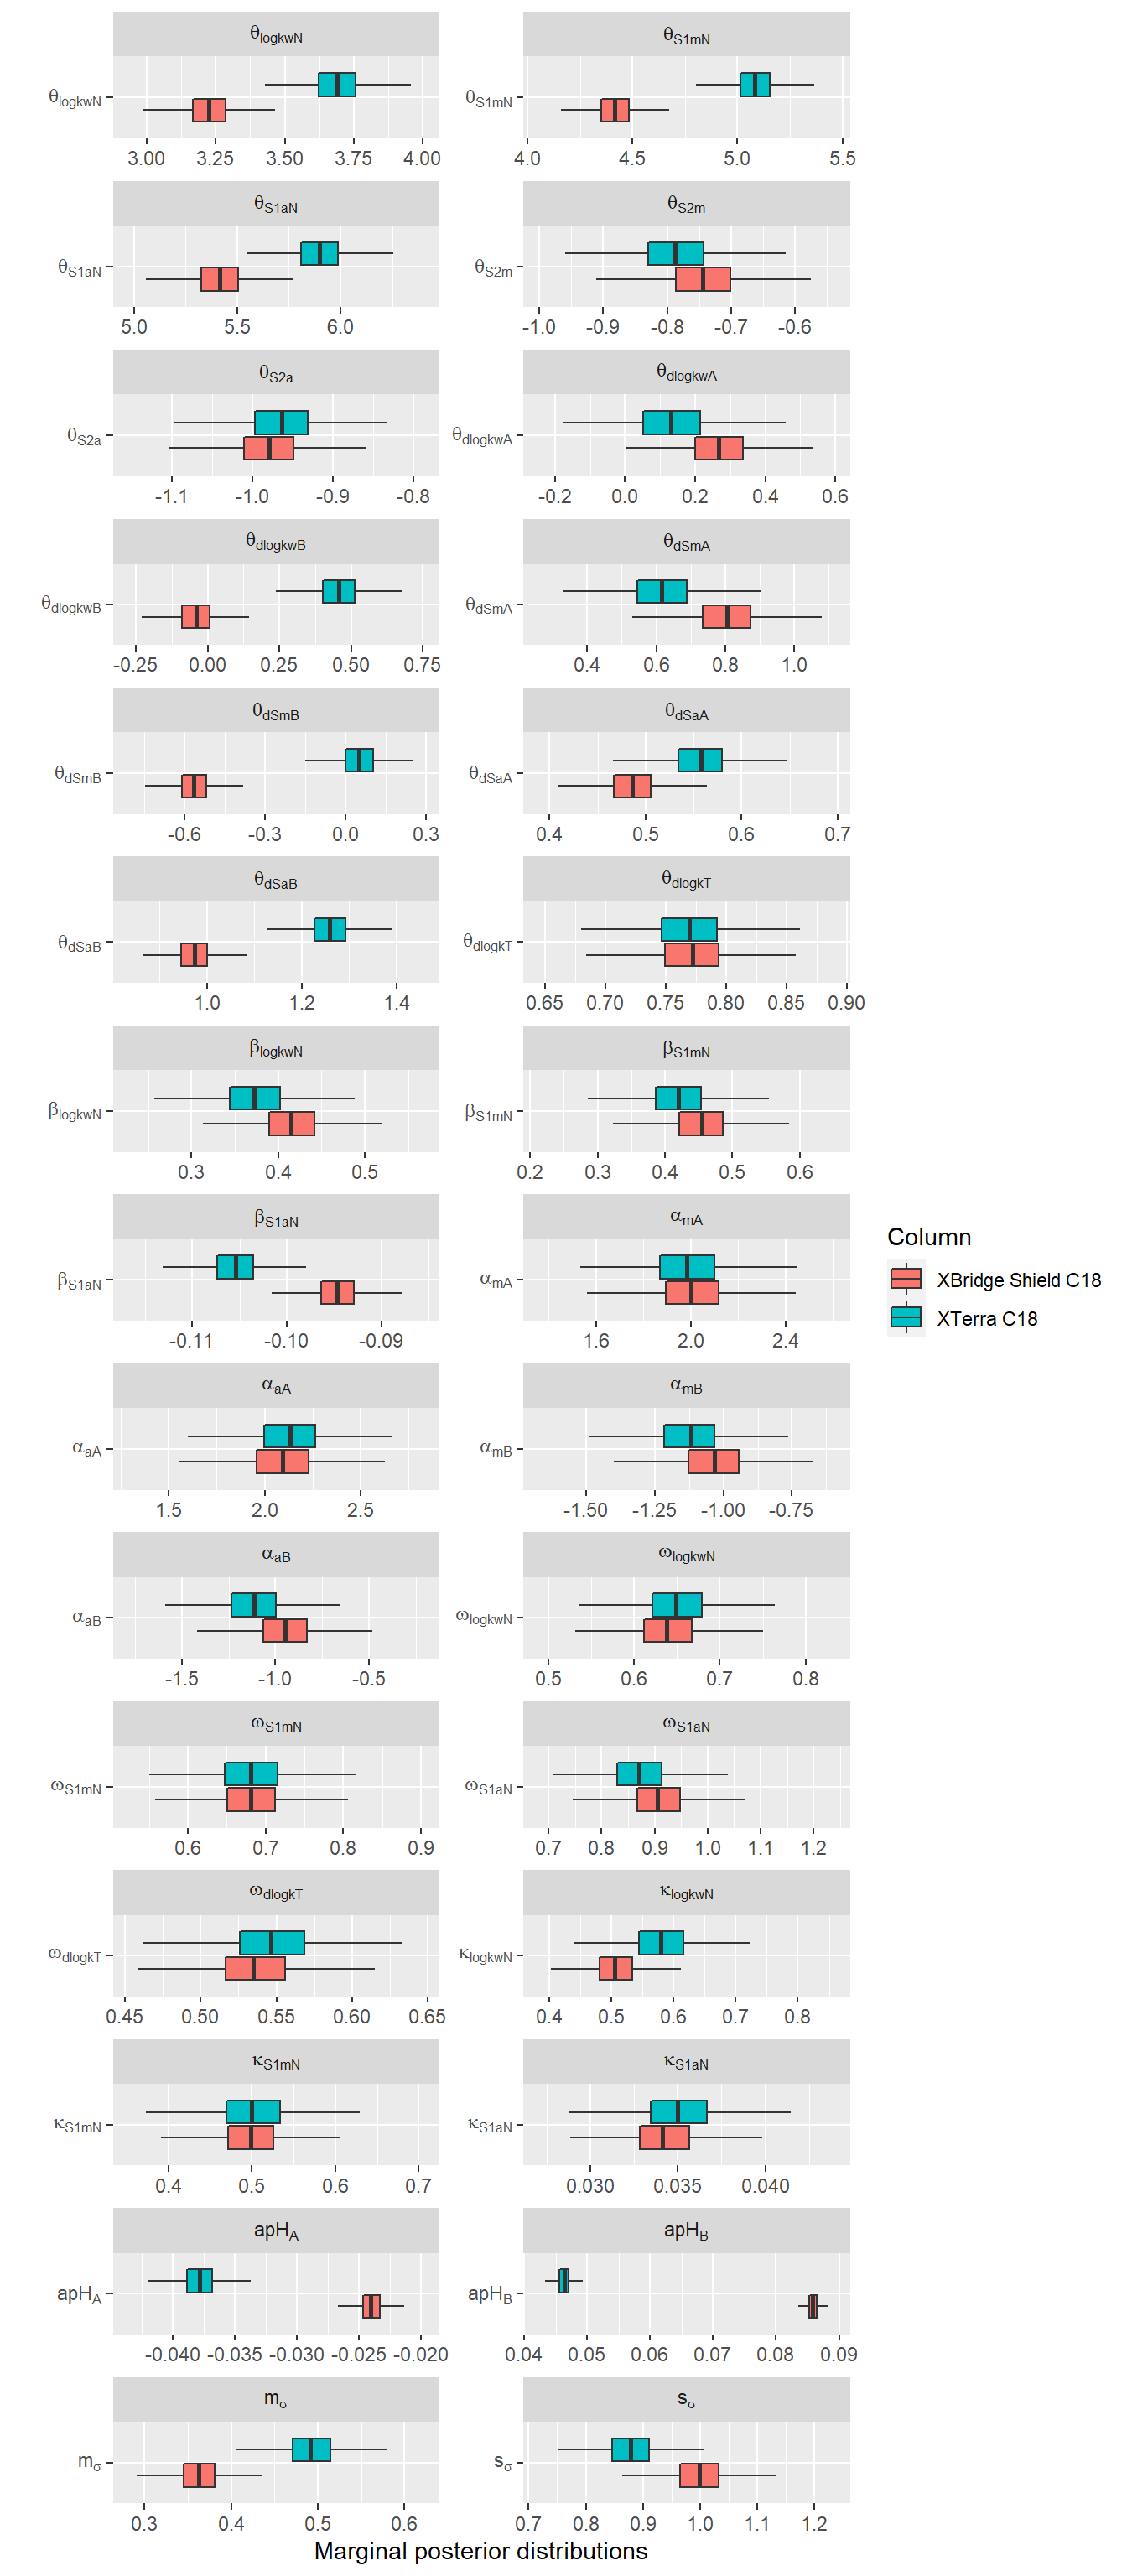 θlogkwN θS1mN
θlogkwN θS1mN
3.00 3.25 3.50 3.75 4.00 4.0 4.5 5.0 5.5
θS1aN θS2m
θS1aN θS2m
5.0 5.5 6.0 -1.0 -0.9 -0.8 -0.7 -0.6
θS2a θdlogkwA
θS2a θdlogkwA
-1.1 -1.0 -0.9 -0.8 -0.2 0.0 0.2 0.4 0.6
θdlogkwB θdSmA
θdlogkwB θdSmA
-0.25 0.00 0.25 0.50 0.75 0.4 0.6 0.8 1.0
θdSmB θdSaA
θdSmB θdSaA
-0.6 -0.3 0.0 0.3 0.4 0.5 0.6 0.7
θdSaB θdlogkT
θdSaB θdlogkT
1.0 1.2 1.4 0.65 0.70 0.75 0.80 0.85 0.90
βlogkwN βS1mN
βlogkwN βS1mN
0.3 0.4 0.5 0.2 0.3 0.4 0.5 0.6
βS1aN αmA
βS1aN αmA
-0.11 -0.10 -0.09 1.6 2.0 2.4
Column
XBridge Shield C18
XTerra C18
αaA αmB
αaA αmB
1.5 2.0 2.5 -1.50 -1.25 -1.00 -0.75
αaB ωlogkwN
αaB ωlogkwN
-1.5 -1.0 -0.5 0.5 0.6 0.7 0.8
ωS1mN ωS1aN
ωS1mN ωS1aN
0.6 0.7 0.8 0.9 0.7 0.8 0.9 1.0 1.1 1.2
ωdlogkT κlogkwN
ωdlogkT κlogkwN
0.45 0.50 0.55 0.60 0.65 0.4 0.5 0.6 0.7 0.8
κS1mN κS1aN
κS1mN κS1aN
0.4 0.5 0.6 0.7 0.030 0.035 0.040
apHA apHB
apHA apHB
-0.040 -0.035 -0.030 -0.025 -0.020 0.04 0.05 0.06 0.07 0.08 0.09
mσ sσ
mσ sσ
0.3 0.4 0.5 0.6 0.7 0.8 0.9 1.0 1.1 1.2
Marginal posterior distributions